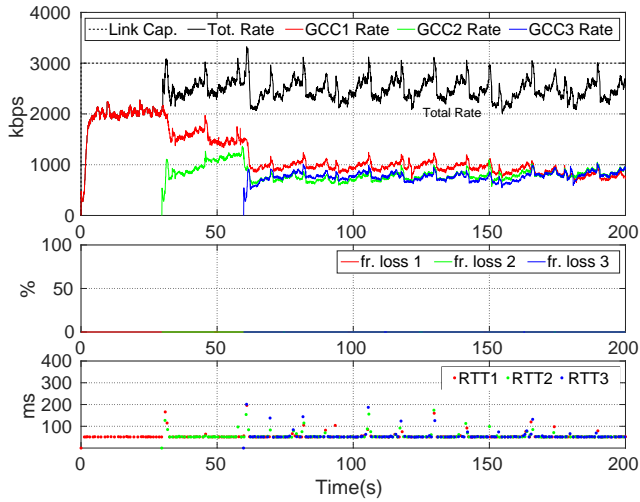 4000
Link Cap. Tot. Rate GCC1 Rate GCC2 Rate GCC3 Rate
3000
2000
1000
0
kbps
Total Rate
0 50 100 150 200
100
50
0
%
fr. loss 1 fr. loss 2 fr. loss 3
0 50 100 150 200
400
300
200
100
ms
RTT1 RTT2 RTT3
0 50 100 150 200
Time(s)